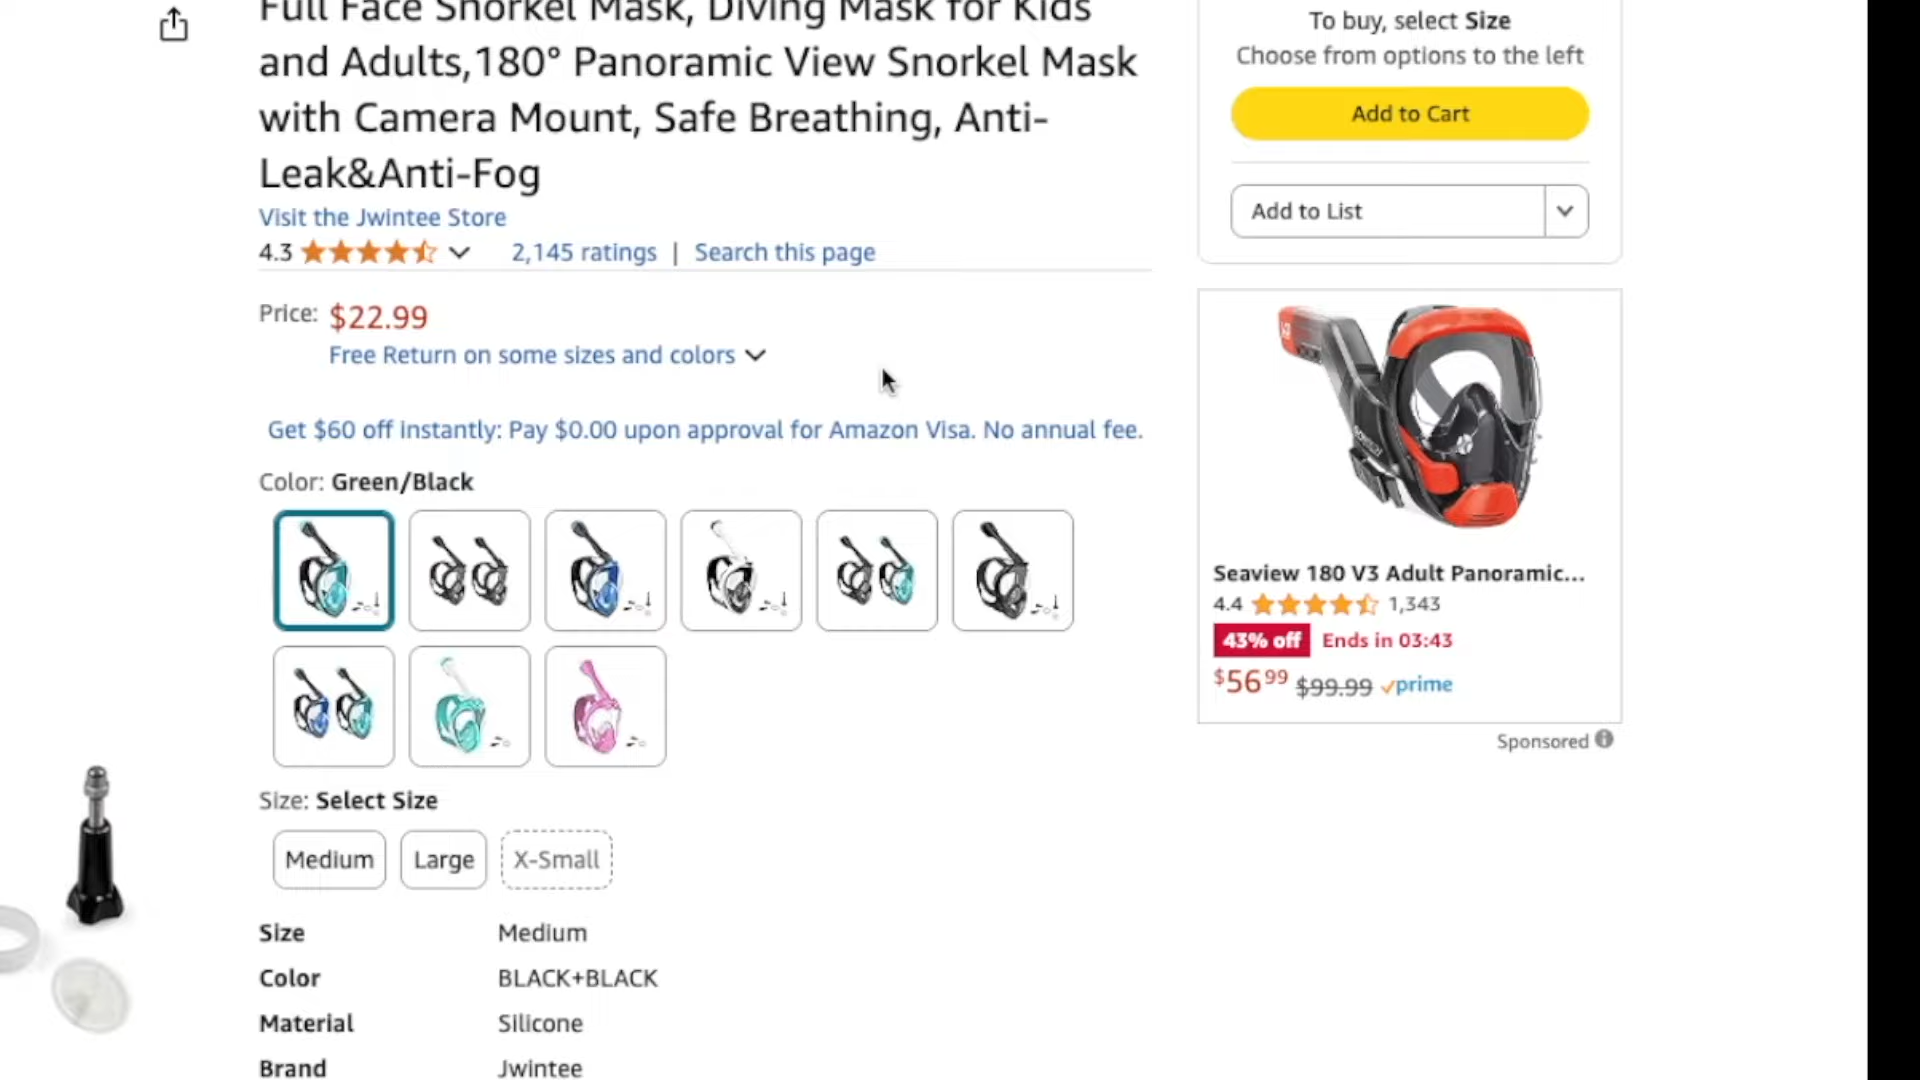 Full Face Snorkel Mask, Diving Mask for Kids
and Adults,180° Panoramic View Snorkel Mask
with Camera Mount, Safe Breathing, Anti-
Leak&Anti-Fog
Visit the Jwintee Store
4.3
2,145 ratings | Search this page
Price: $22.99
Free Return on some sizes and colors
Get $60 off instantly: Pay $0.00 upon approval for Amazon Visa. No annual fee.
Color: Green/Black
Size: Select Size
Medium
Large
X-Small
Size Medium
Color BLACK+BLACK
Material Silicone
Brand Jwintee
To buy, select Size
Choose from options to the left
Add to Cart
Add to List
Seaview 180 V3 Adult Panoramic...
4.4 1,343
43% off Ends in 03:43
$56.99 $99.99 prime
Sponsored